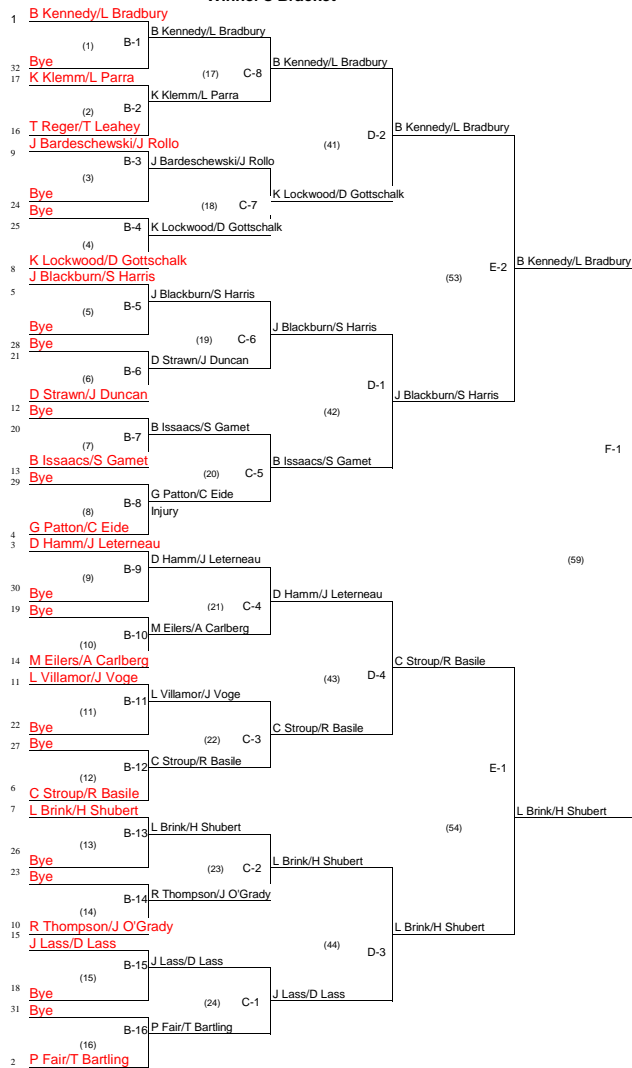 1 B Kennedy/L Bradbury
B Kennedy/L Bradbury
(1) B-1
32 Bye
(17) C-8 B Kennedy/L Bradbury
17 K Klemm/L Parra
K Klemm/L Parra
(2) B-2
16 T Reger/T Leahey
(41) D-2 B Kennedy/L Bradbury
9 J Bardeschewski/J Rollo
B-3 J Bardeschewski/J Rollo
(3)
24 Bye
(18) C-7 K Lockwood/D Gottschalk
25 Bye
B-4 K Lockwood/D Gottschalk
(4)
8 K Lockwood/D Gottschalk
(53) E-2 B Kennedy/L Bradbury
5 J Blackburn/S Harris
J Blackburn/S Harris
(5) B-5
28 Bye
(19) C-6 J Blackburn/S Harris
21 Bye
D Strawn/J Duncan
(6) B-6
12 D Strawn/J Duncan
(42) D-1 J Blackburn/S Harris
20 Bye
B Issaacs/S Gamet
(7) B-7
13 B Issaacs/S Gamet
(20) C-5 B Issaacs/S Gamet
29 Bye
G Patton/C Eide
(8) B-8 Injury
4 G Patton/C Eide
F-1
(59)
3 D Hamm/J Leterneau
D Hamm/J Leterneau
(9) B-9
30 Bye
(21) C-4 D Hamm/J Leterneau
19 Bye
M Eilers/A Carlberg
(10) B-10
14 M Eilers/A Carlberg
(43) D-4 C Stroup/R Basile
11 L Villamor/J Voge
L Villamor/J Voge
(11) B-11
22 Bye
(22) C-3 C Stroup/R Basile
27 Bye
C Stroup/R Basile
(12) B-12
6 C Stroup/R Basile
(54) E-1 L Brink/H Shubert
7 L Brink/H Shubert
L Brink/H Shubert
(13) B-13
26 Bye
(23) C-2 L Brink/H Shubert
23 Bye
R Thompson/J O'Grady
(14) B-14
10 R Thompson/J O'Grady
(44) D-3 L Brink/H Shubert
15 J Lass/D Lass
J Lass/D Lass
(15) B-15
18 Bye
(24) C-1 J Lass/D Lass
31 Bye
P Fair/T Bartling
(16) B-16
2 P Fair/T Bartling